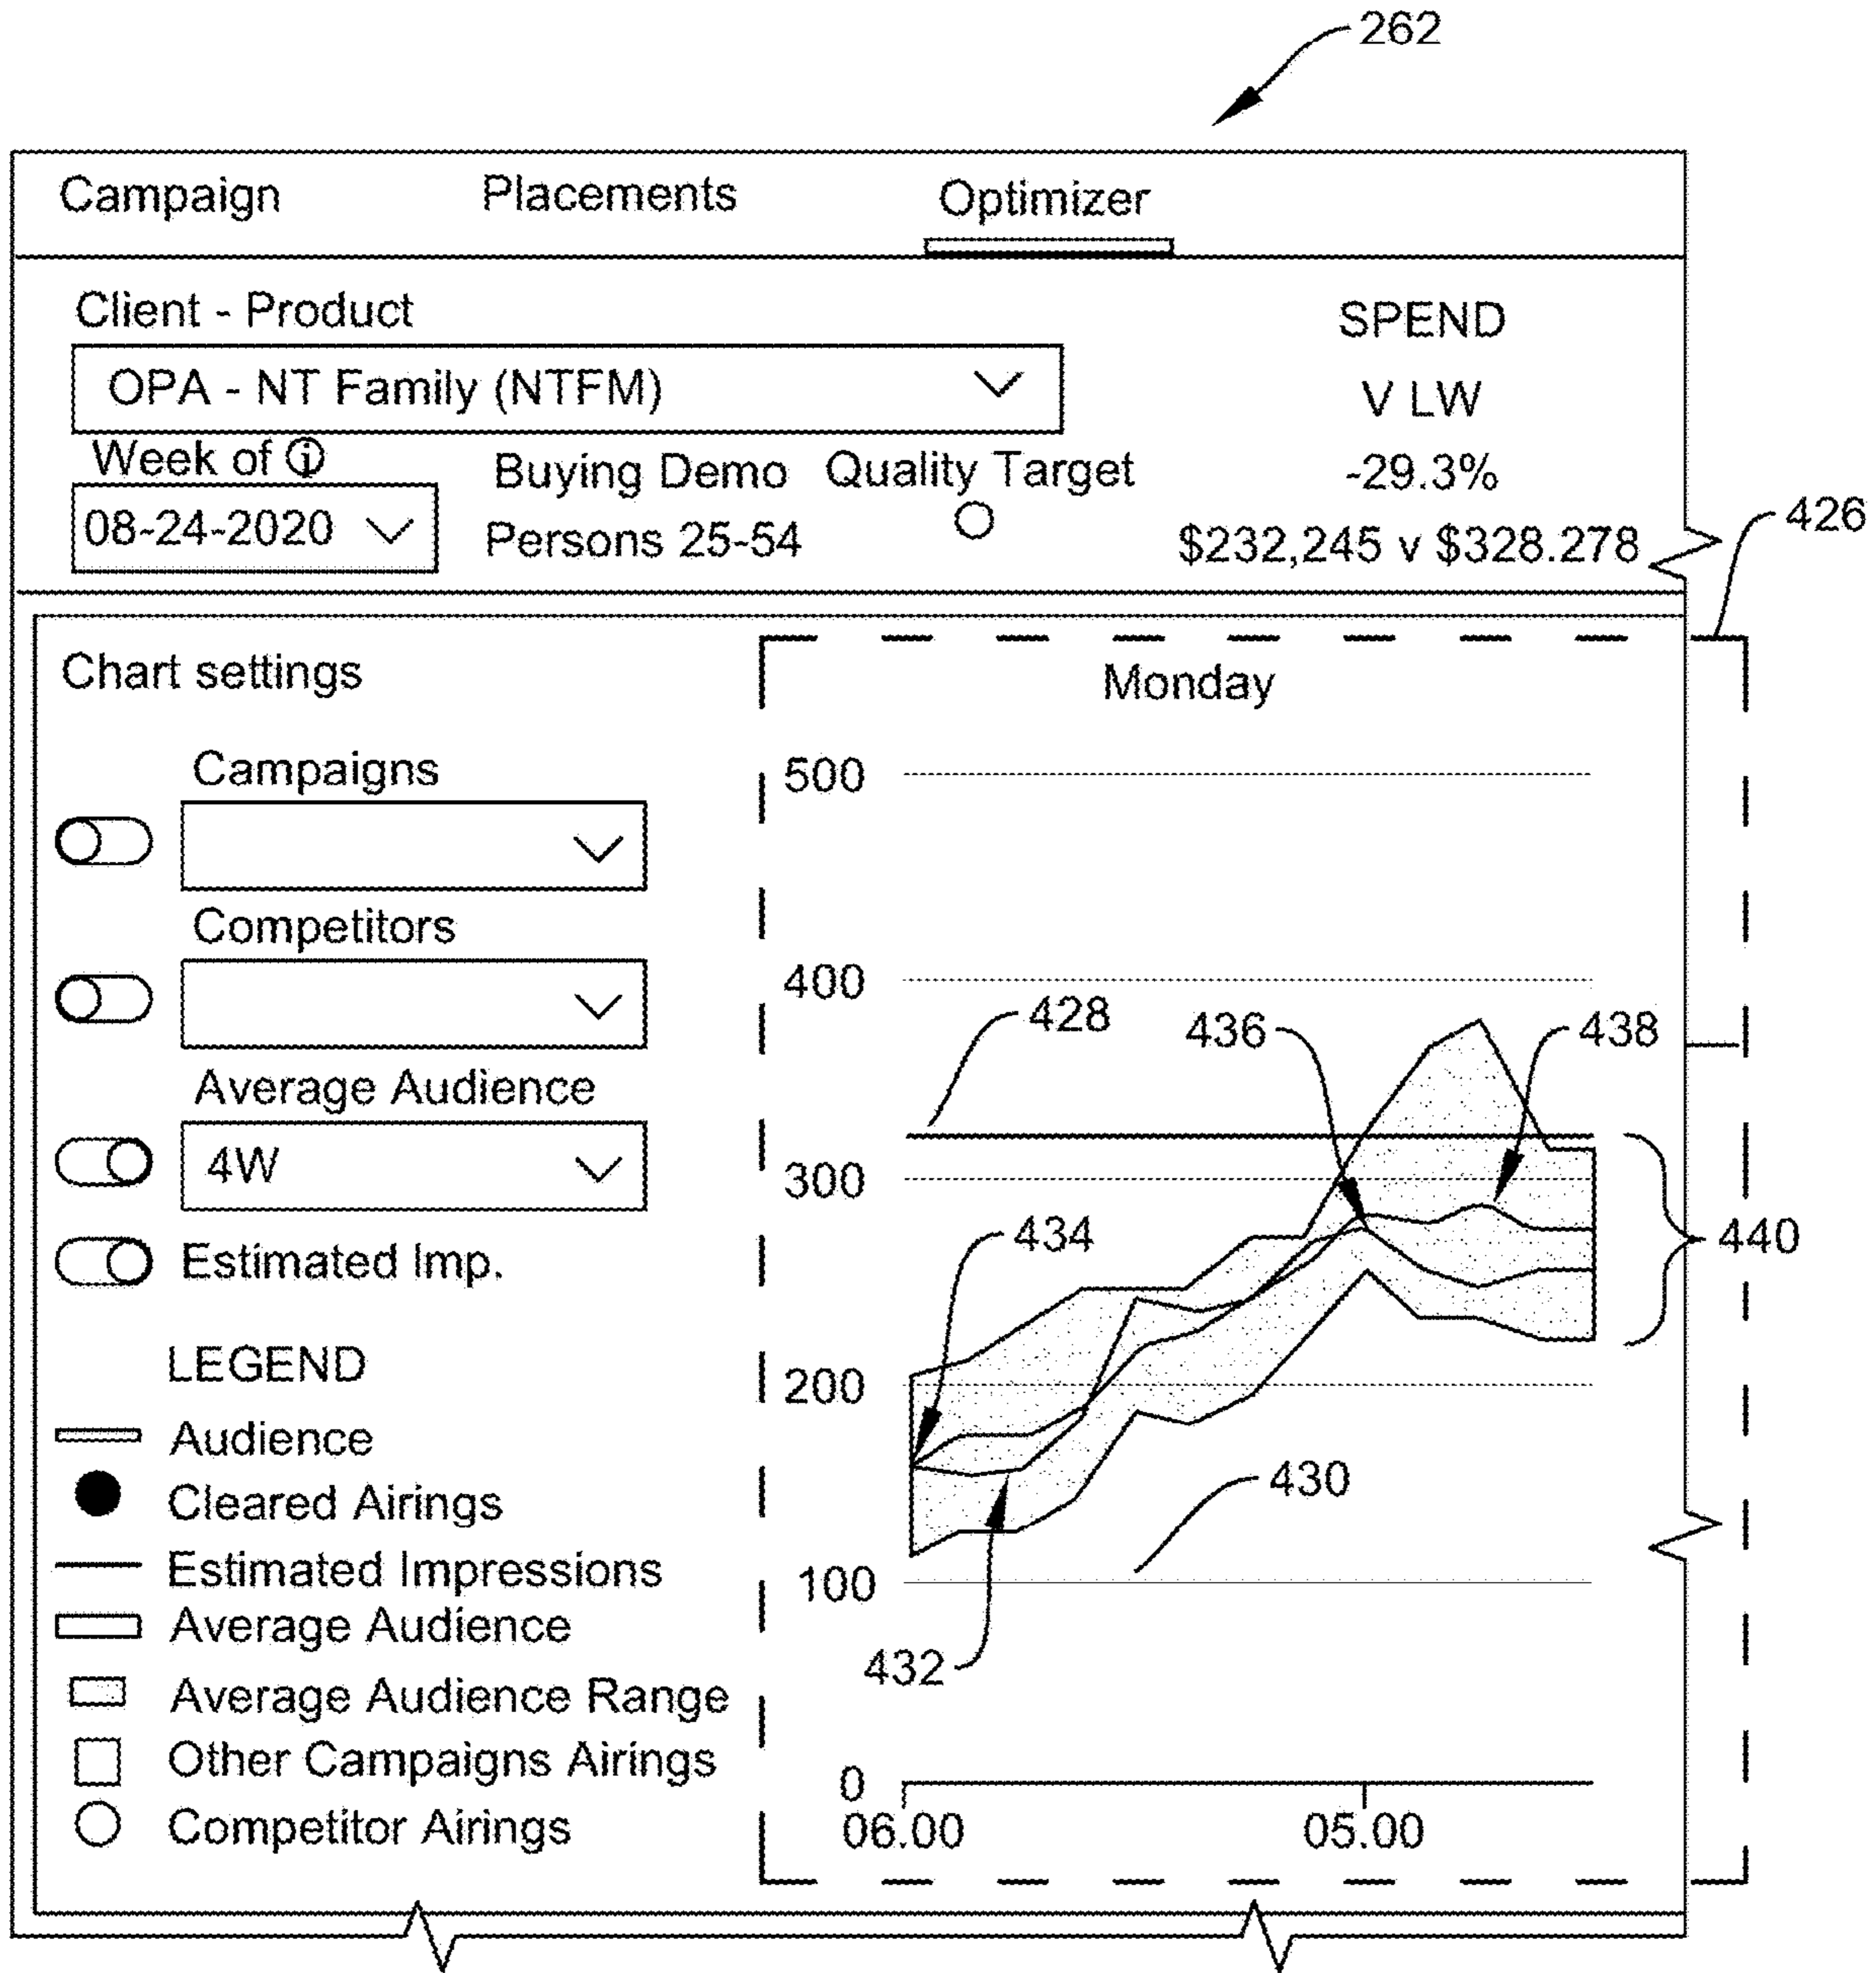 262
Campaign Placements Optimizer
Client - Product
SPEND
OPA - NT Family (NTFM)
V LW
Week of ⓘ
Buying Demo Quality Target
-29.3%
08-24-2020
Persons 25-54
$232,245 v $328.278
426
Chart settings
Monday
Campaigns
500
Competitors
400
428
436
438
Average Audience
4W
300
434
440
Estimated Imp.
LEGEND
200
Audience
430
Cleared Airings
Estimated Impressions
100
Average Audience
432
Average Audience Range
Other Campaigns Airings
0
Competitor Airings
06.00
05.00